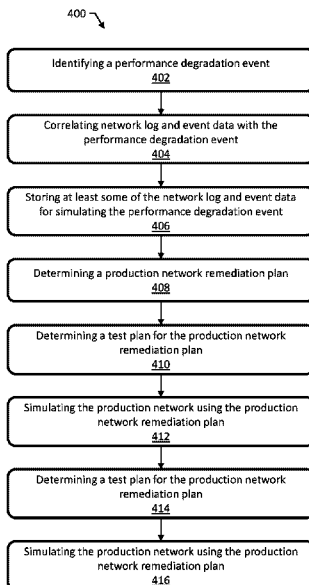 400
Identifying a performance degradation event
402
Correlating network log and event data with the
performance degradation event
404
Storing at least some of the network log and event data
for simulating the performance degradation event
406
Determining a production network remediation plan
408
Determining a test plan for the production network
remediation plan
410
Simulating the production network using the production
network remediation plan
412
Determining a test plan for the production network
remediation plan
414
Simulating the production network using the production
network remediation plan
416